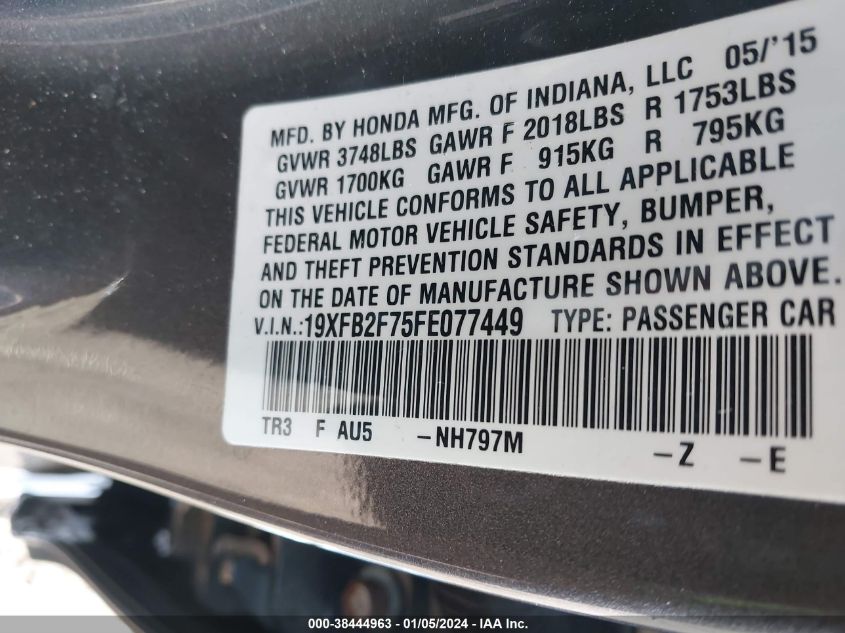 MFD. BY HONDA MFG. OF INDIANA, LLC 05/'15
GVWR 3748LBS GAWR F 2018LBS R 1753LBS
GVWR 1700KG GAWR F 915KG R 795KG
THIS VEHICLE CONFORMS TO ALL APPLICABLE
FEDERAL MOTOR VEHICLE SAFETY, BUMPER,
AND THEFT PREVENTION STANDARDS IN EFFECT
ON THE DATE OF MANUFACTURE SHOWN ABOVE.
V.I.N.:19XFB2F75FE077449 TYPE: PASSENGER CAR
TR3 F AU5 -NH797M -Z -E
000-38444963 - 01/05/2024 - IAA Inc.